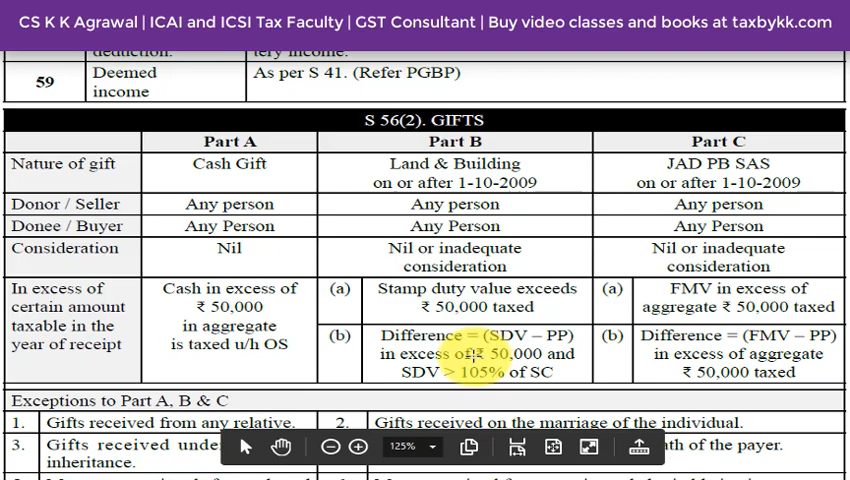 CS K K Agrawal | ICAI and ICSI Tax Faculty | GST Consultant | Buy video classes and books at taxbykk.com
deduction.
tery income.
59
Deemed income
As per S 41. (Refer PGBP)
S 56(2). GIFTS
Part A
Part B
Part C
Nature of gift
Cash Gift
Land & Building
on or after 1-10-2009
JAD PB SAS
on or after 1-10-2009
Donor / Seller
Any person
Any person
Any person
Donee / Buyer
Any Person
Any Person
Any Person
Consideration
Nil
Nil or inadequate
consideration
Nil or inadequate
consideration
In excess of
certain amount
taxable in the
year of receipt
Cash in excess of
₹ 50,000
in aggregate
is taxed u/h OS
(a)
Stamp duty value exceeds
₹ 50,000 taxed
(a)
FMV in excess of
aggregate ₹ 50,000 taxed
(b)
Difference = (SDV – PP)
in excess of ₹ 50,000 and
SDV > 105% of SC
(b)
Difference = (FMV – PP)
in excess of aggregate
₹ 50,000 taxed
Exceptions to Part A, B & C
1.
Gifts received from any relative.
2.
Gifts received on the marriage of the individual.
3.
Gifts received
inheritance.
of the payer.
125%